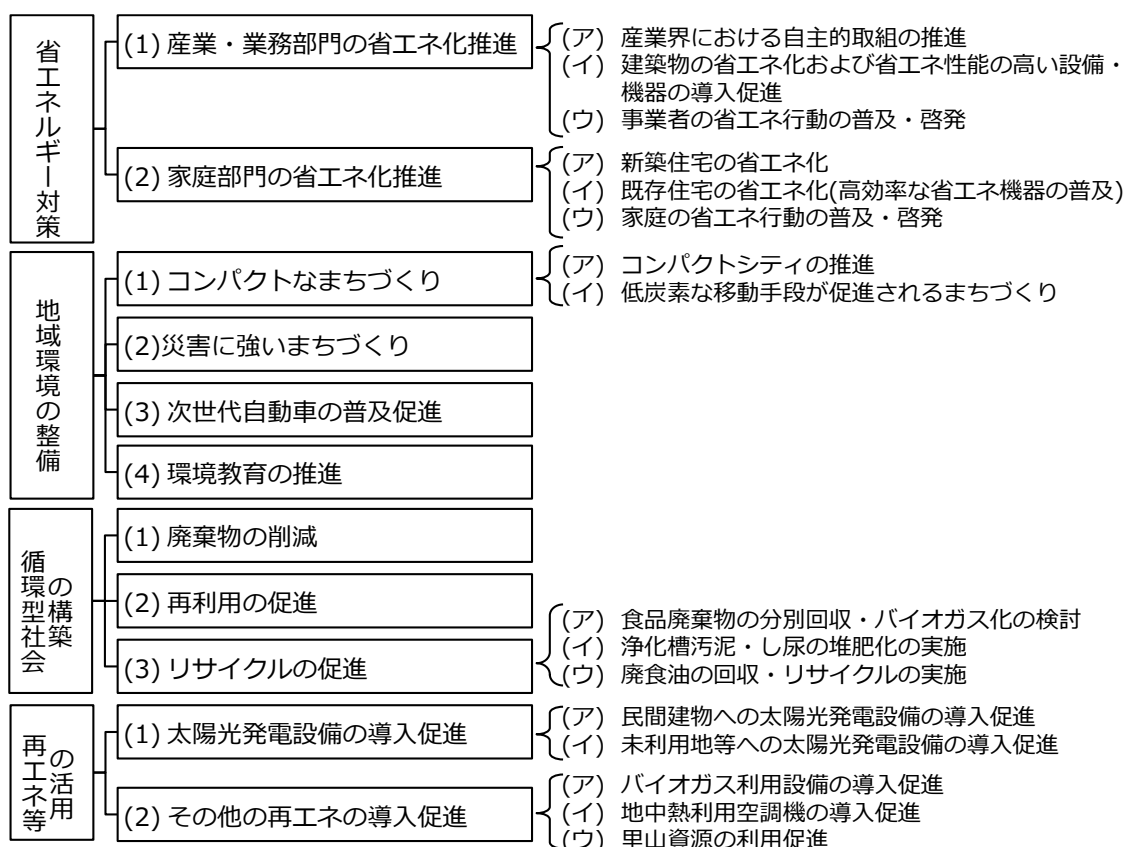 省エネルギー対策
(1) 産業・業務部門の省エネ化推進
(ア) 産業界における自主的取組の推進
(イ) 建築物の省エネ化および省エネ性能の高い設備・
機器の導入促進
(ウ) 事業者の省エネ行動の普及・啓発
(2) 家庭部門の省エネ化推進
(ア) 新築住宅の省エネ化
(イ) 既存住宅の省エネ化(高効率な省エネ機器の普及)
(ウ) 家庭の省エネ行動の普及・啓発
地域環境の整備
(1) コンパクトなまちづくり
(ア) コンパクトシティの推進
(イ) 低炭素な移動手段が促進されるまちづくり
(2)災害に強いまちづくり
(3) 次世代自動車の普及促進
(4) 環境教育の推進
循環型社会
の構築
(1) 廃棄物の削減
(2) 再利用の促進
(3) リサイクルの促進
(ア) 食品廃棄物の分別回収・バイオガス化の検討
(イ) 浄化槽汚泥・し尿の堆肥化の実施
(ウ) 廃食油の回収・リサイクルの実施
再エネ等
の活用
(1) 太陽光発電設備の導入促進
(ア) 民間建物への太陽光発電設備の導入促進
(イ) 未利用地等への太陽光発電設備の導入促進
(2) その他の再エネの導入促進
(ア) バイオガス利用設備の導入促進
(イ) 地中熱利用空調機の導入促進
(ウ) 里山資源の利用促進